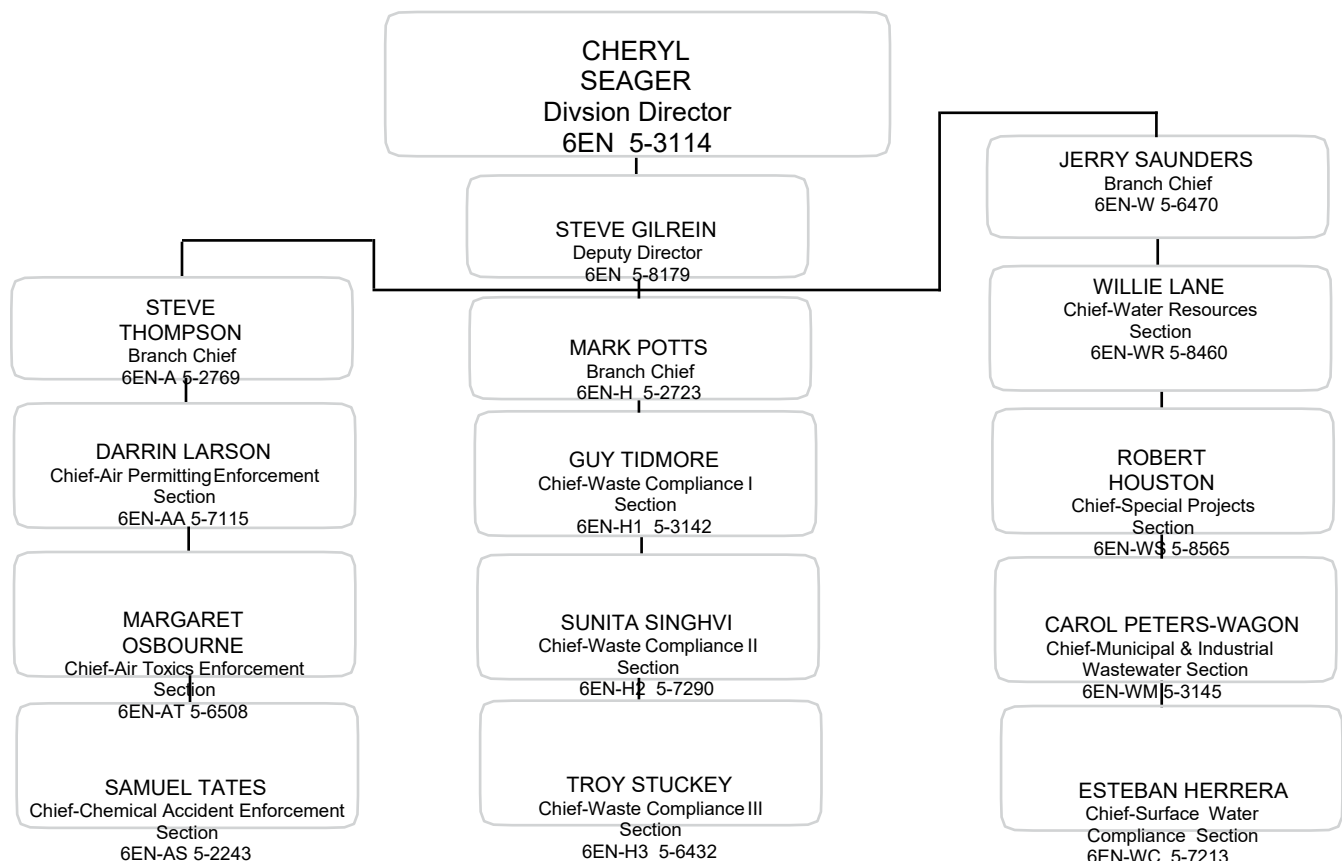 CHERYL
SEAGER
Divsion Director
6EN 5-3114
STEVE GILREIN
Deputy Director
6EN 5-8179
STEVE
THOMPSON
Branch Chief
6EN-A 5-2769
DARRIN LARSON
Chief-Air Permitting Enforcement
Section
6EN-AA 5-7115
MARGARET
OSBOURNE
Chief-Air Toxics Enforcement
Section
6EN-AT 5-6508
SAMUEL TATES
Chief-Chemical Accident Enforcement
Section
6EN-AS 5-2243
MARK POTTS
Branch Chief
6EN-H 5-2723
GUY TIDMORE
Chief-Waste Compliance I
Section
6EN-H1 5-3142
SUNITA SINGHVI
Chief-Waste Compliance II
Section
6EN-H2 5-7290
TROY STUCKEY
Chief-Waste Compliance III
Section
6EN-H3 5-6432
JERRY SAUNDERS
Branch Chief
6EN-W 5-6470
WILLIE LANE
Chief-Water Resources
Section
6EN-WR 5-8460
ROBERT
HOUSTON
Chief-Special Projects
Section
6EN-WS 5-8565
CAROL PETERS-WAGON
Chief-Municipal & Industrial
Wastewater Section
6EN-WM 5-3145
ESTEBAN HERRERA
Chief-Surface Water
Compliance Section
6EN-WC 5-7213